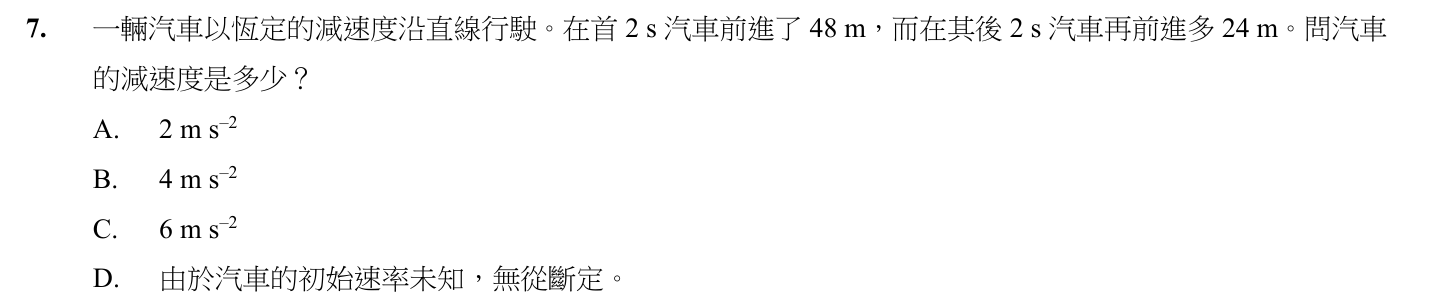 7. 一輛汽車以恆定的減速度沿直線行駛。在首 2 s 汽車前進了 48 m，而在其後 2 s 汽車再前進多 24 m。問汽車
的減速度是多少？
A. 2 m s⁻²
B. 4 m s⁻²
C. 6 m s⁻²
D. 由於汽車的初始速率未知，無從斷定。